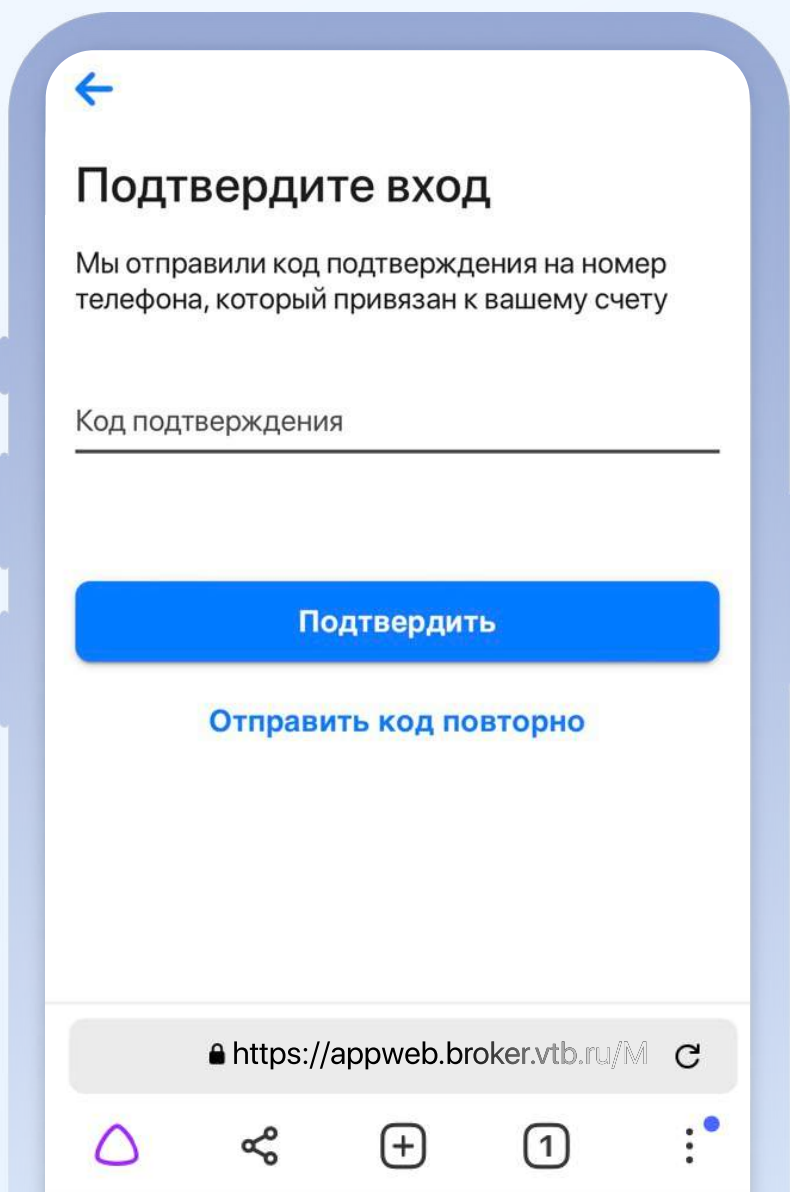 Подтвердите вход
Мы отправили код подтверждения на номер
телефона, который привязан к вашему счету
Код подтверждения
Подтвердить
Отправить код повторно
https://appweb.broker.vtb.ru/M
1